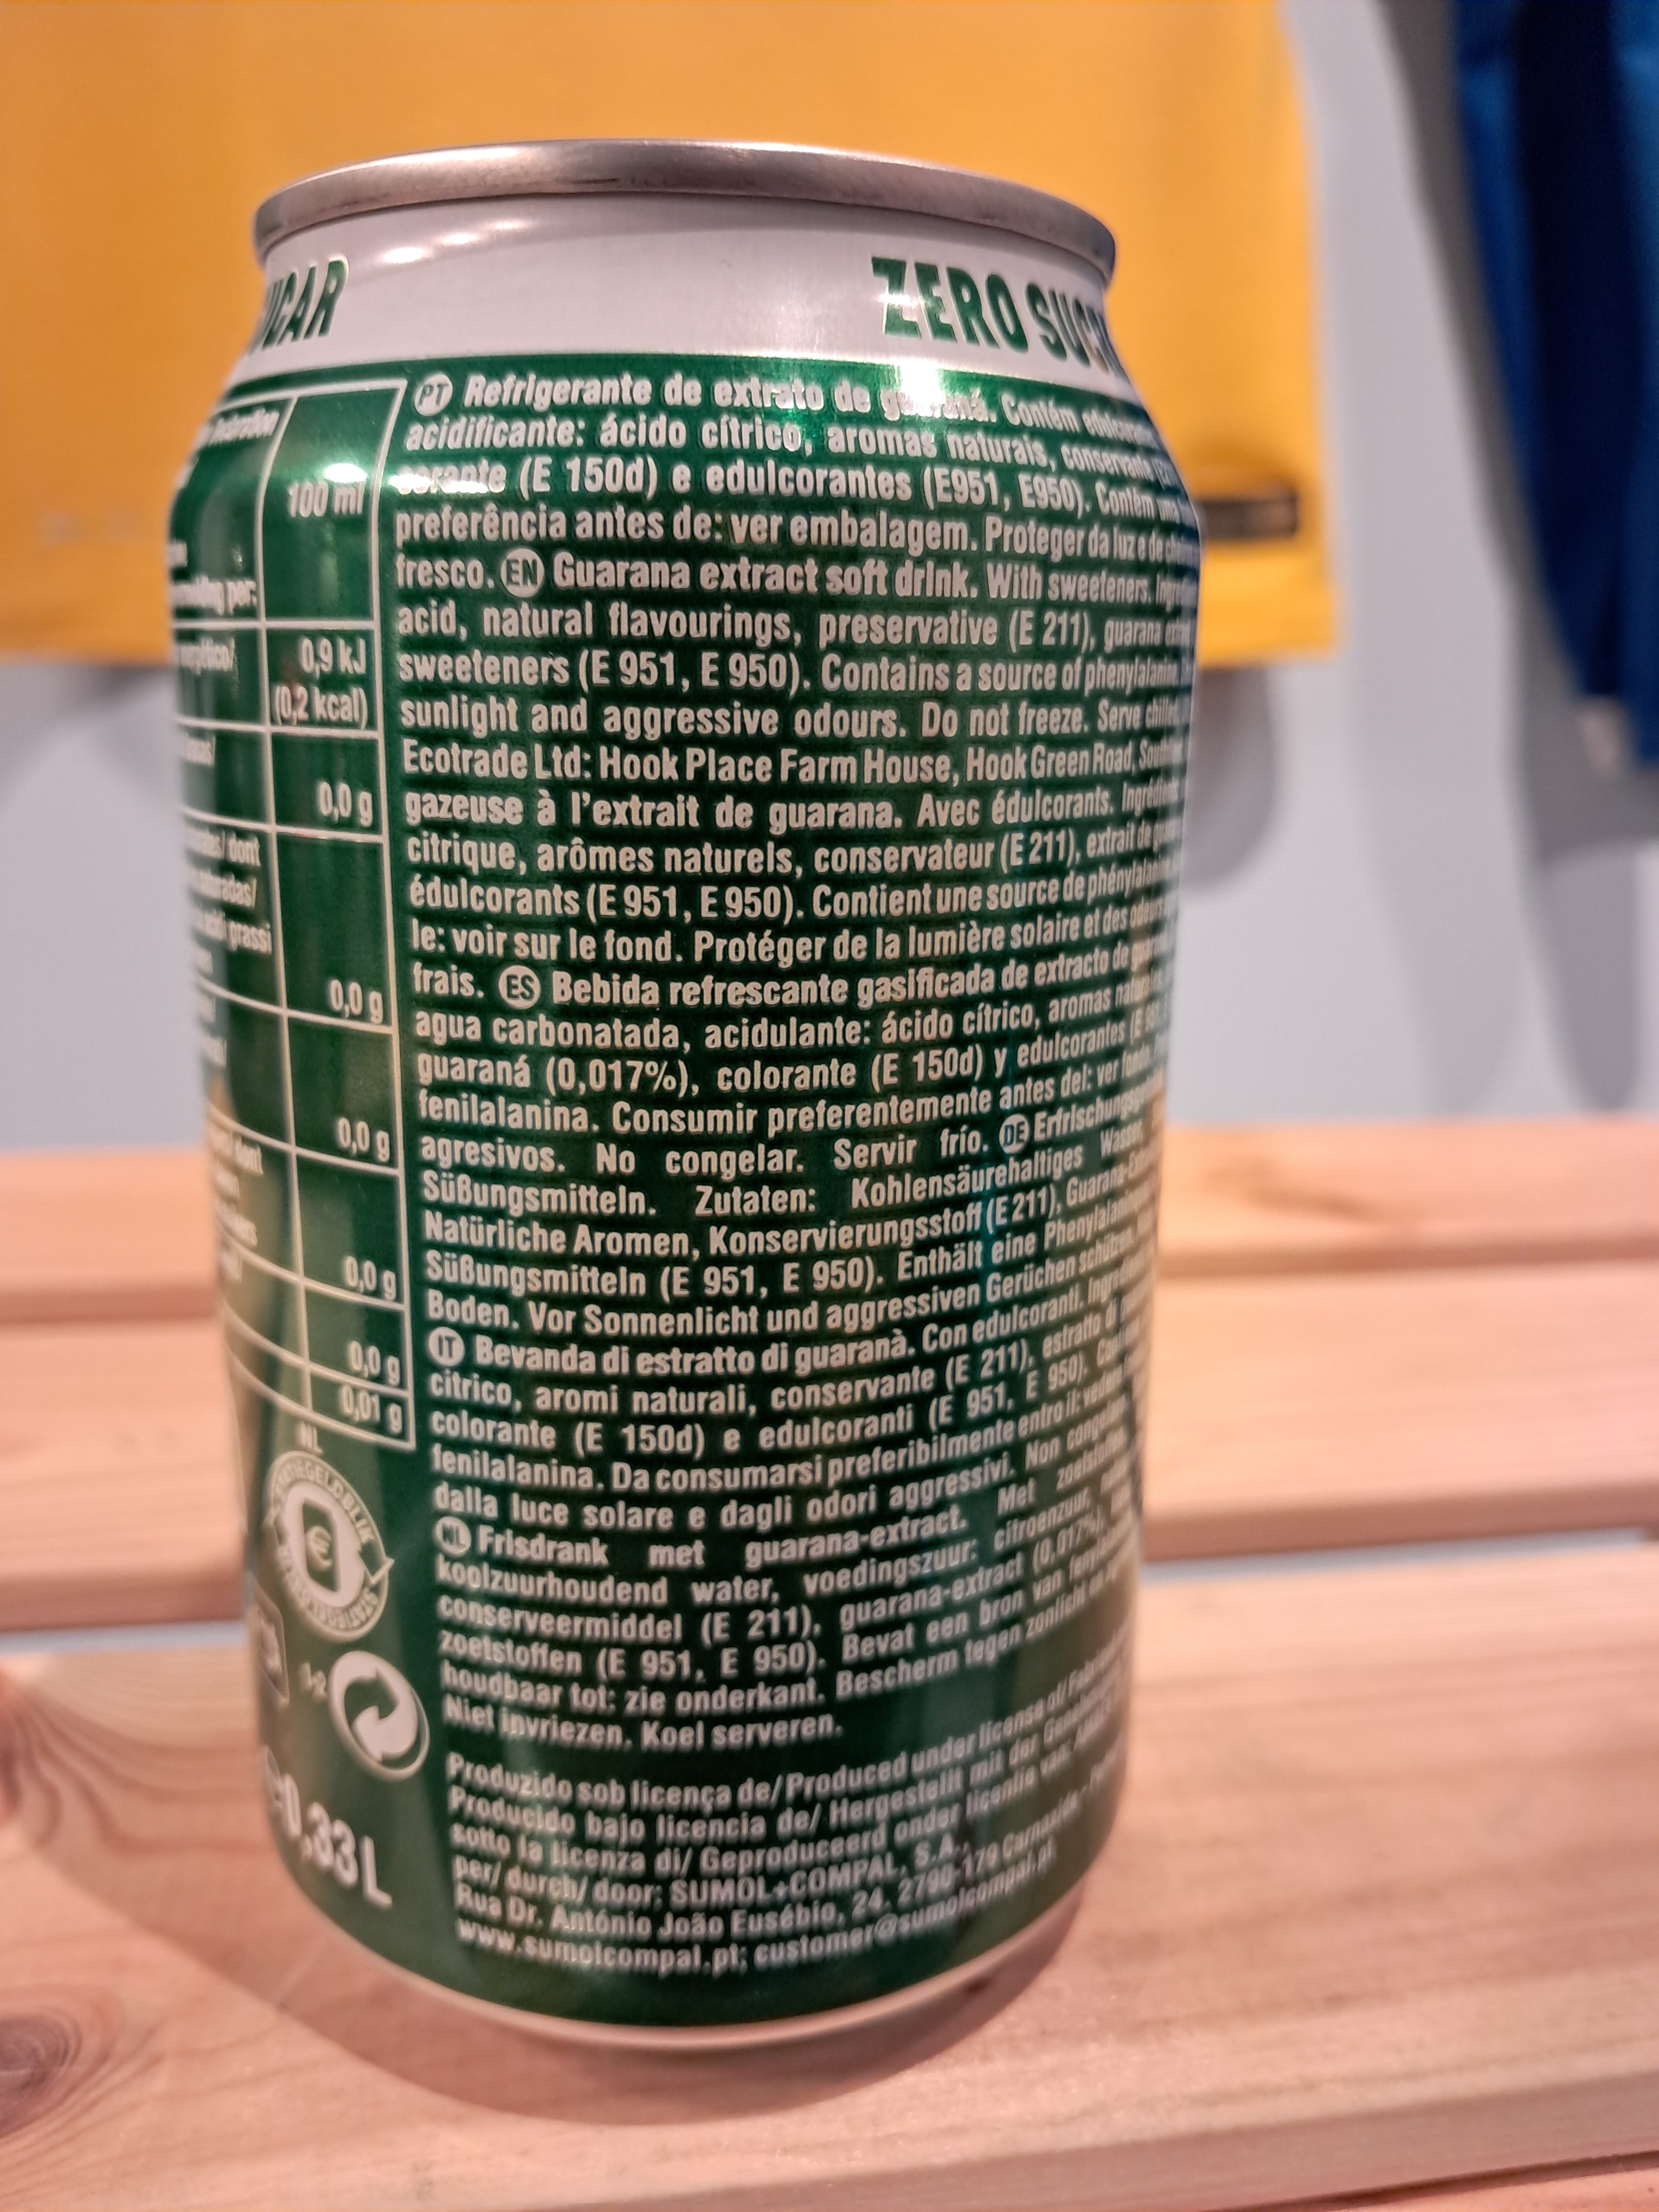 UGAR
ZERO SUG
100 ml
0,9 kJ
(0,2 kcal)
0,0 g
dont
0,0 g
0,0 g
0,0 g
0,0 g
0,01 g
NL
€
e 0,33L
PT Refrigerante de extrato de guaraná. Contém
acidificante: ácido cítrico, aromas naturais, conservante
corante (E 150d) e edulcorantes (E951, E950). Contém
preferência antes de: ver embalagem. Proteger da luz e de
fresco. EN Guarana extract soft drink. With sweeteners.
acid, natural flavourings, preservative (E 211), guarana
sweeteners (E 951, E 950). Contains a source of phenylalanine.
sunlight and aggressive odours. Do not freeze. Serve
Ecotrade Ltd: Hook Place Farm House, Hook Green Road,
gazeuse à l'extrait de guarana. Avec édulcorants.
citrique, arômes naturels, conservateur (E 211), extrait de
édulcorants (E 951, E 950). Contient une source de
le: voir sur le fond. Protéger de la lumière solaire et des
frais. ES Bebida refrescante gasificada de extracto de
agua carbonatada, acidulante: ácido cítrico, aromas
guaraná (0,017%), colorante (E 150d) y edulcorantes
fenilalanina. Consumir preferentemente antes del: ver
agresivos. No congelar. Servir frío. DE
Süßungsmitteln. Zutaten: Kohlensäurehaltiges
Natürliche Aromen, Konservierungsstoff (E 211),
Süßungsmitteln (E 951, E 950). Enthält eine
Boden. Vor Sonnenlicht und aggressiven Gerüchen
IT Bevanda di estratto di guaranà. Con edulcoranti.
citrico, aromi naturali, conservante (E 211), estratto
colorante (E 150d) e edulcoranti (E 951, E 950).
fenilalanina. Da consumarsi preferibilmente entro il:
dalla luce solare e dagli odori aggressivi. Non
NL Frisdrank met guarana-extract. Met
koolzuurhoudend water, voedingszuur: citroenzuur,
conserveermiddel (E 211), guarana-extract (0,017%),
zoetstoffen (E 951, E 950). Bevat een bron van
houdbaar tot: zie onderkant. Bescherm tegen zonlicht
Niet invriezen. Koel serveren.
Produzido sob licença de/ Produced under license of/
Producido bajo licencia de/ Hergestellt mit der
sotto la licenza di/ Geproduceerd onder licentie van:
per/ durch/ door: SUMOL+COMPAL, S.A.
Rua Dr. António João Eusébio, 24, 2790-179 Carnaxide
www.sumolcompal.pt; customer@sumolcompal.pt